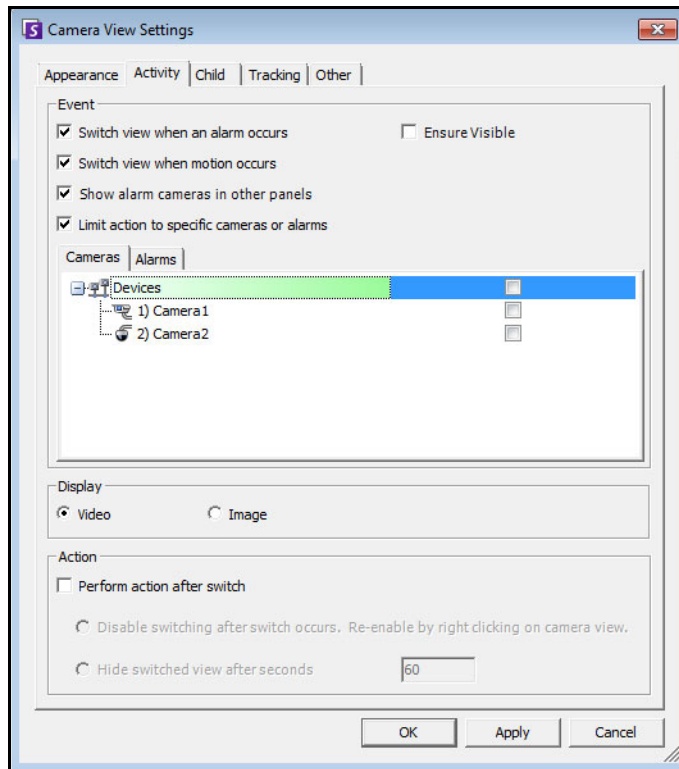 Camera View Settings
Appearance Activity Child Tracking Other
Event
Switch view when an alarm occurs Ensure Visible
Switch view when motion occurs
Show alarm cameras in other panels
Limit action to specific cameras or alarms
Cameras Alarms
Devices
1) Camera1
2) Camera2
Display
Video Image
Action
Perform action after switch
Disable switching after switch occurs. Re-enable by right clicking on camera view.
Hide switched view after seconds 60
OK Apply Cancel